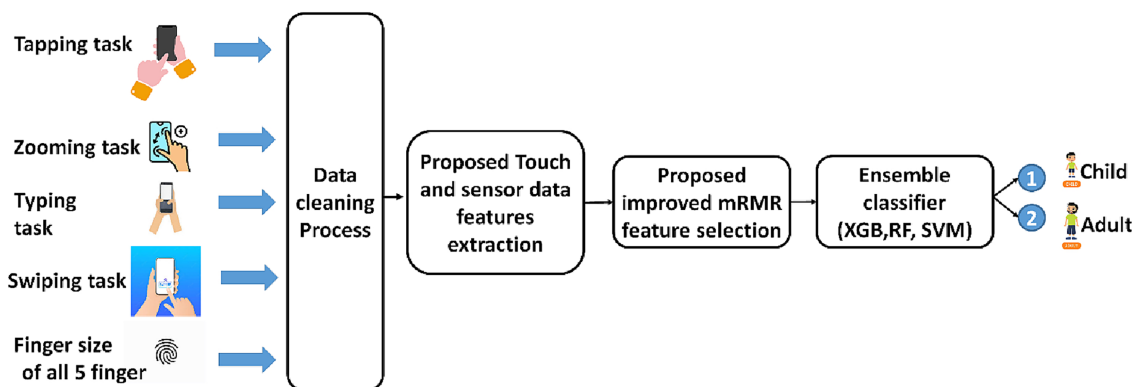 Tapping task
Zooming task
Typing
task
Swiping task
Finger size
of all 5 finger
Data
cleaning
Process
Proposed Touch
and sensor data
features
extraction
Proposed
improved mRMR
feature selection
Ensemble
classifier
(XGB,RF, SVM)
1
CHILD
Child
2
Adult